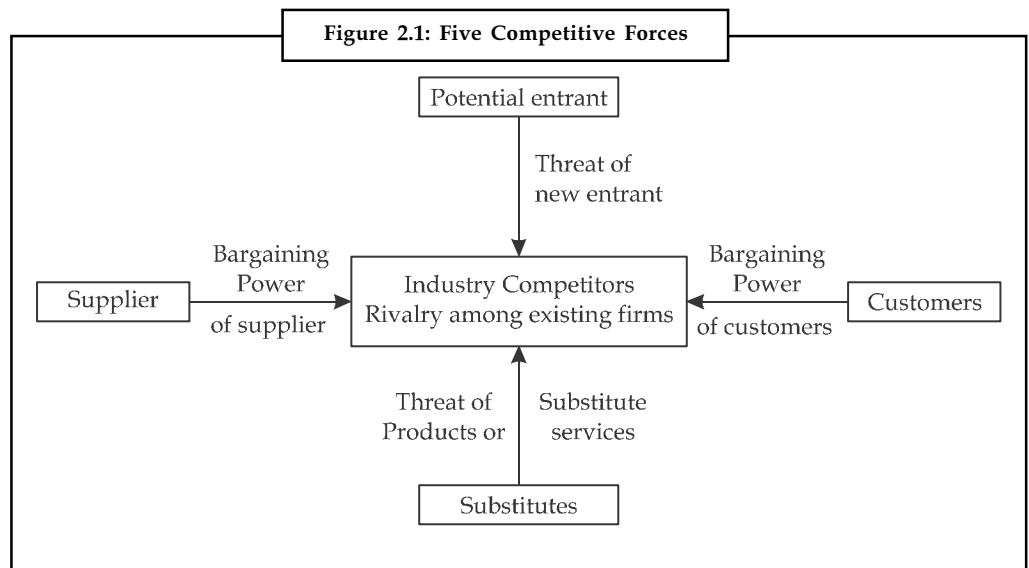 Figure 2.1: Five Competitive Forces
Potential entrant
Threat of
new entrant
Bargaining
Power
of supplier
Supplier
Industry Competitors
Rivalry among existing firms
Bargaining
Power
of customers
Customers
Threat of
Products or
Substitute
services
Substitutes